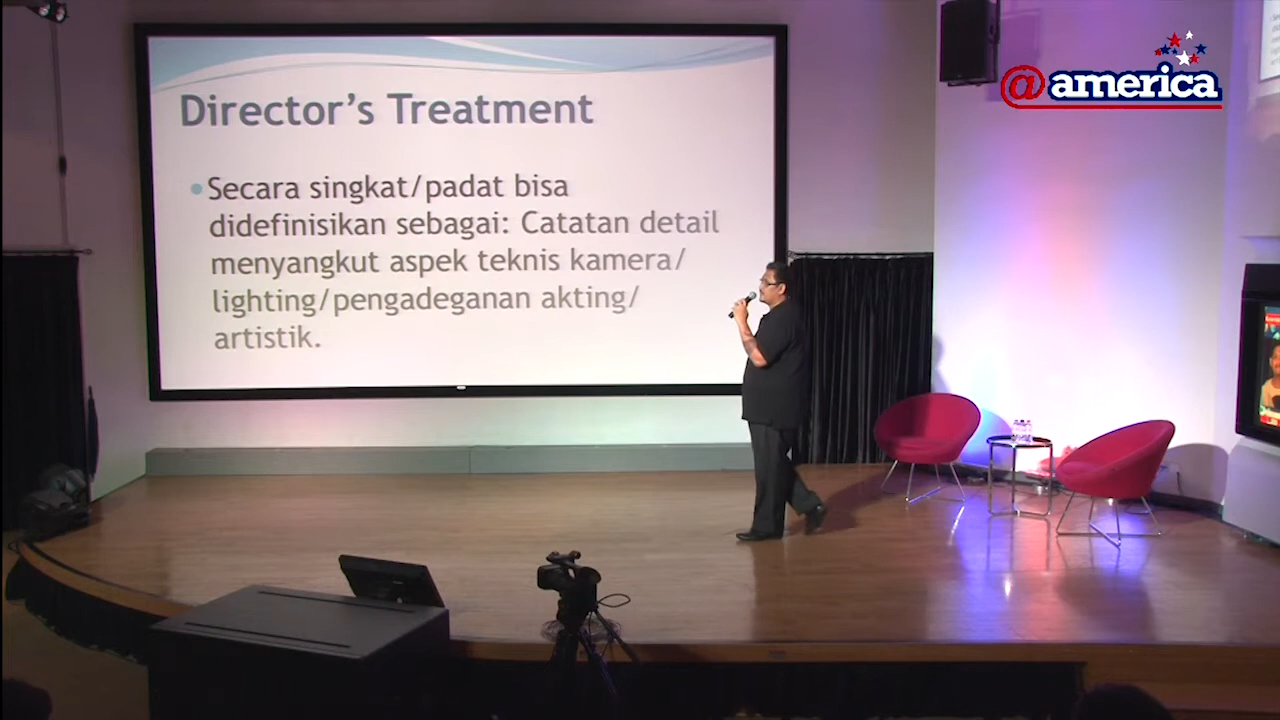 @america
Director's Treatment
•Secara singkat/padat bisa
didefinisikan sebagai: Catatan detail
menyangkut aspek teknis kamera/
lighting/pengadeganan akting/
artistik.